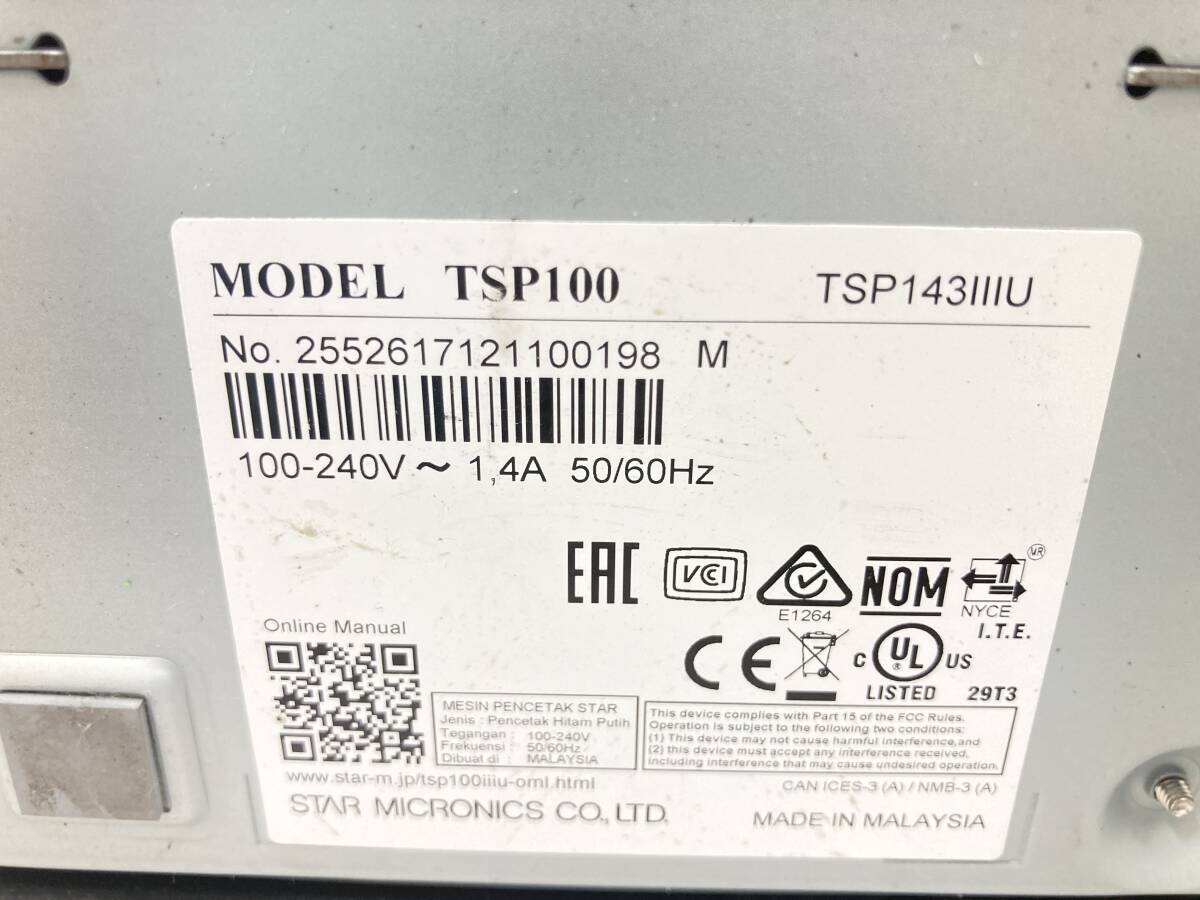 MODEL TSP100 TSP143IIIU
No. 2552617121100198 M
100-240V ~ 1,4A 50/60Hz
EAC VCCI NOM WR
E1264 NYCE
I.T.E.
CE C UL ® US
LISTED 29T3
Online Manual
MESIN PENCETAK STAR
Jenis : Pencetak Hitam Putih
Tegangan : 100-240V
Frekuensi : 50/60Hz
Dibuat di : MALAYSIA
This device complies with Part 15 of the FCC Rules.
Operation is subject to the following two conditions:
(1) This device may not cause harmful interference,and
(2) this device must accept any interference received,
including interference that may cause undesired operation.
www.star-m.jp/tsp100iiiu-oml.html
CAN ICES-3 (A) / NMB-3 (A)
STAR MICRONICS CO., LTD.
MADE IN MALAYSIA